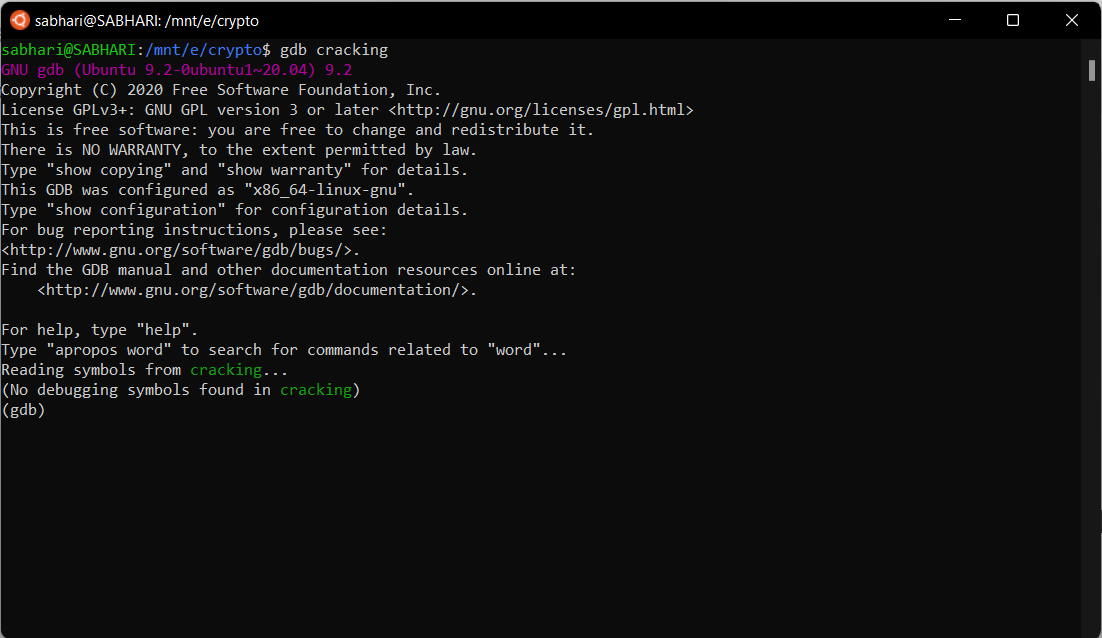 sabhari@SABHARI: /mnt/e/crypto
sabhari@SABHARI:/mnt/e/crypto$ gdb cracking
GNU gdb (Ubuntu 9.2-0ubuntu1~20.04) 9.2
Copyright (C) 2020 Free Software Foundation, Inc.
License GPLv3+: GNU GPL version 3 or later <http://gnu.org/licenses/gpl.html>
This is free software: you are free to change and redistribute it.
There is NO WARRANTY, to the extent permitted by law.
Type "show copying" and "show warranty" for details.
This GDB was configured as "x86_64-linux-gnu".
Type "show configuration" for configuration details.
For bug reporting instructions, please see:
<http://www.gnu.org/software/gdb/bugs/>.
Find the GDB manual and other documentation resources online at:
    <http://www.gnu.org/software/gdb/documentation/>.

For help, type "help".
Type "apropos word" to search for commands related to "word"...
Reading symbols from cracking...
(No debugging symbols found in cracking)
(gdb)